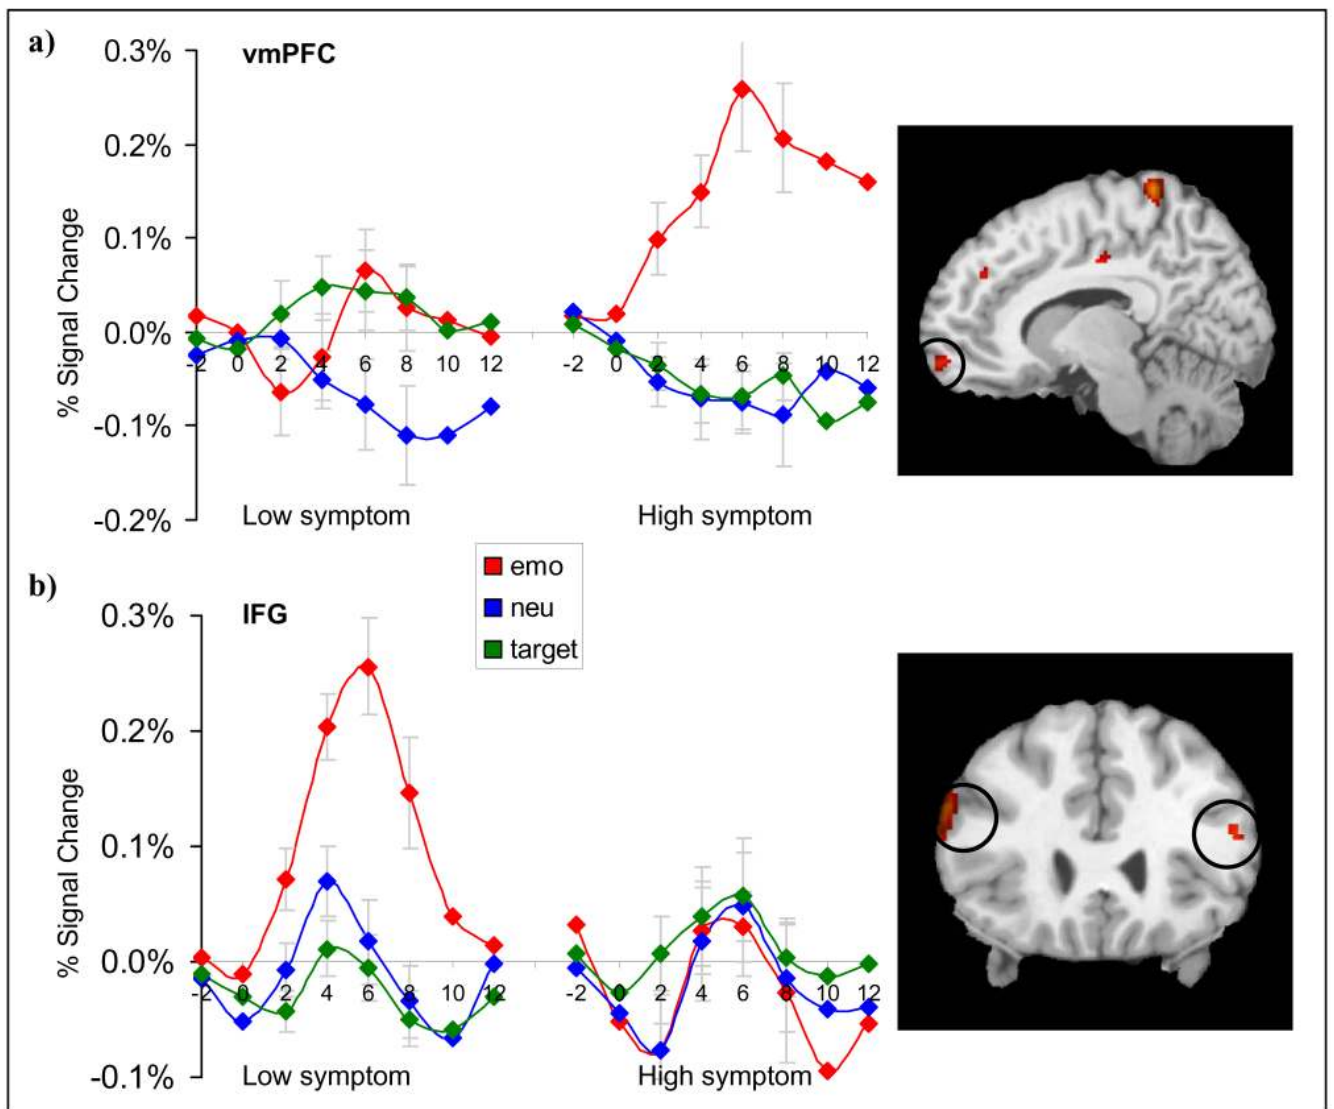 a)
vmPFC
0.3%
0.2%
0.1%
0.0%
-0.1%
-0.2%
% Signal Change
-2 0 2 4 6 8 10 12
-2 0 2 4 6 8 10 12
Low symptom
High symptom
emo
neu
target
b)
IFG
0.3%
0.2%
0.1%
0.0%
-0.1%
% Signal Change
-2 0 2 4 6 8 10 12
-2 0 2 4 6 8 10 12
Low symptom
High symptom